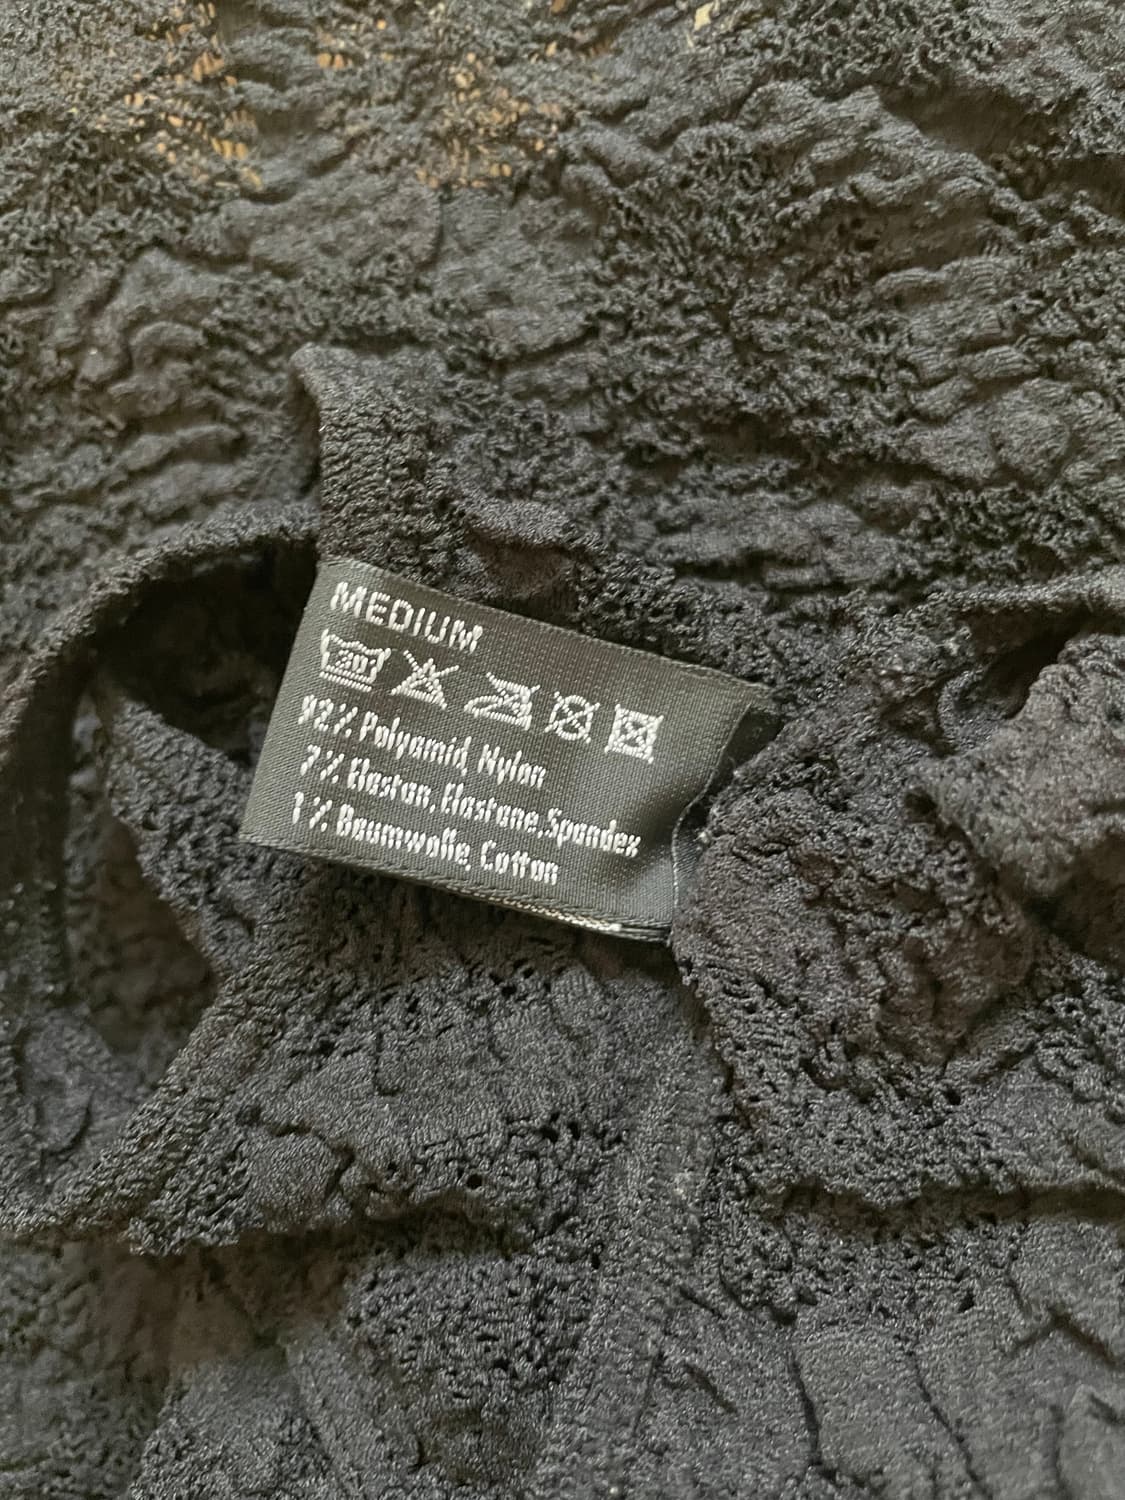 MEDIUM
92% Polyamid, Nylon
7% Elastan, Elastane, Spandex
1% Baumwolle, Cotton